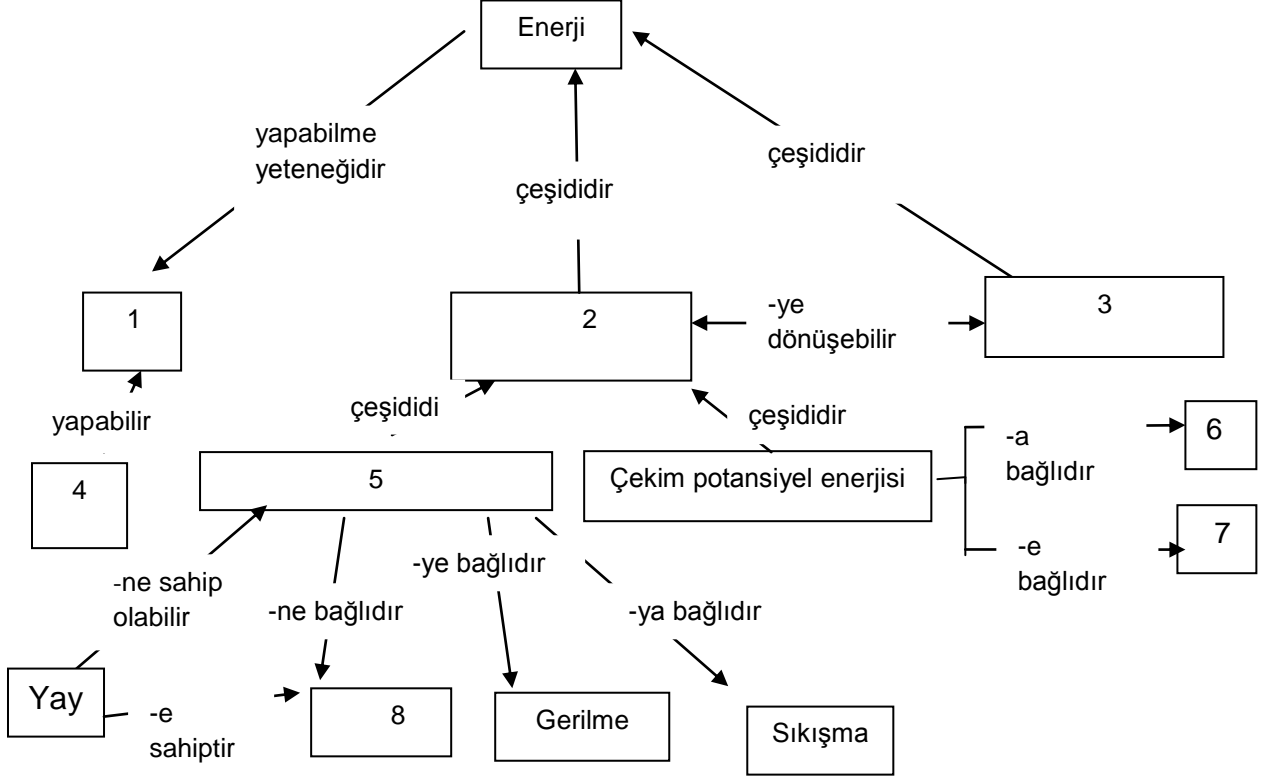 Enerji
yapabilme
yeteneğidir
çeşididir
çeşididir
1
2
-ye
dönüşebilir
3
yapabilir
çeşididi
çeşididir
4
5
Çekim potansiyel enerjisi
-a
bağlıdır
6
-e
bağlıdır
7
-ne sahip
olabilir
-ne bağlıdır
-ye bağlıdır
-ya bağlıdır
Yay
-e
sahiptir
8
Gerilme
Sıkışma